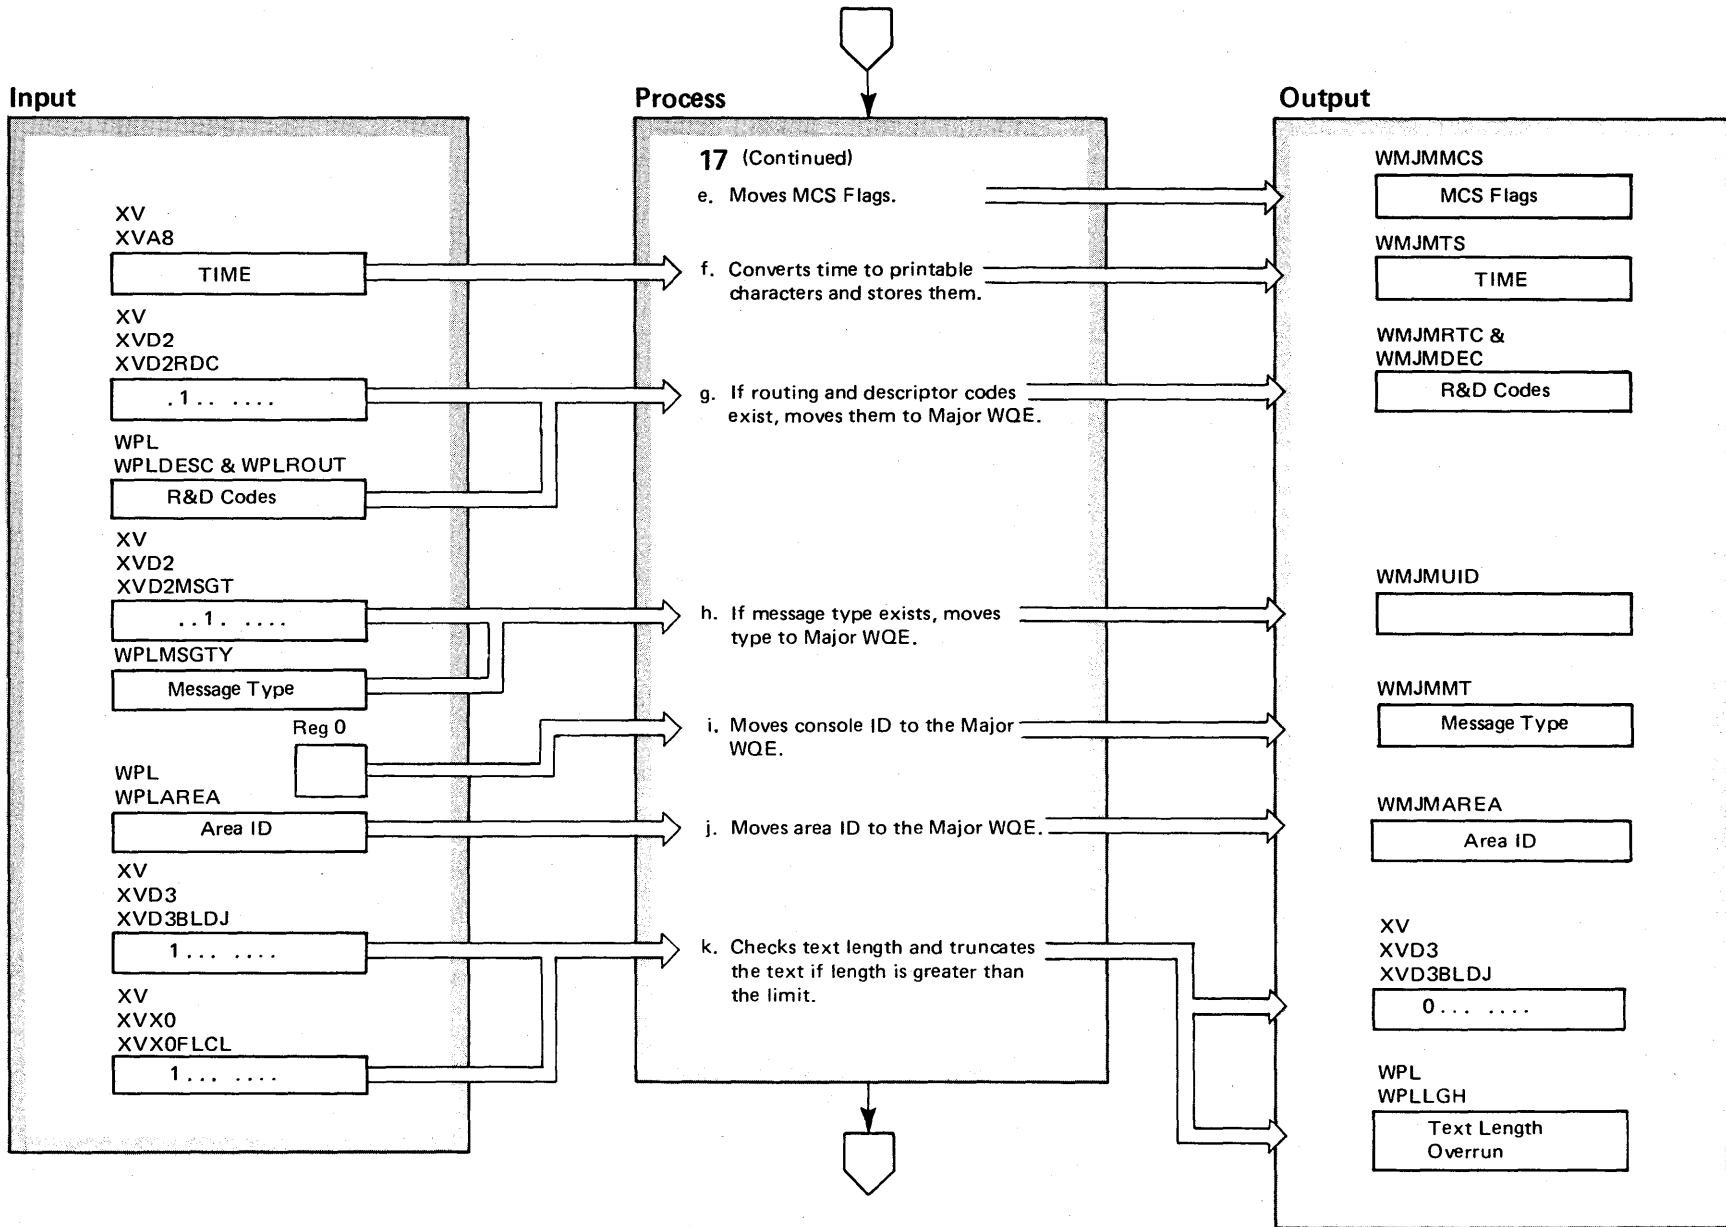 Input
XV
XVA8
TIME
XV
XVD2
XVD2RDC
.1.. ....
WPL
WPLDESC & WPLROUT
R&D Codes
XV
XVD2
XVD2MSGT
..1. ....
WPLMSGTY
Message Type
Reg 0
WPL
WPLAREA
Area ID
XV
XVD3
XVD3BLDJ
1... ....
XV
XVX0
XVX0FLCL
1... ....
Process
17 (Continued)
e. Moves MCS Flags.
f. Converts time to printable
characters and stores them.
g. If routing and descriptor codes
exist, moves them to Major WQE.
h. If message type exists, moves
type to Major WQE.
i. Moves console ID to the Major
WQE.
j. Moves area ID to the Major WQE.
k. Checks text length and truncates
the text if length is greater than
the limit.
Output
WMJMMCS
MCS Flags
WMJMTS
TIME
WMJMRTC &
WMJMDEC
R&D Codes
WMJMUID
WMJMMT
Message Type
WMJMAREA
Area ID
XV
XVD3
XVD3BLDJ
0... ....
WPL
WPLLGH
Text Length
Overrun